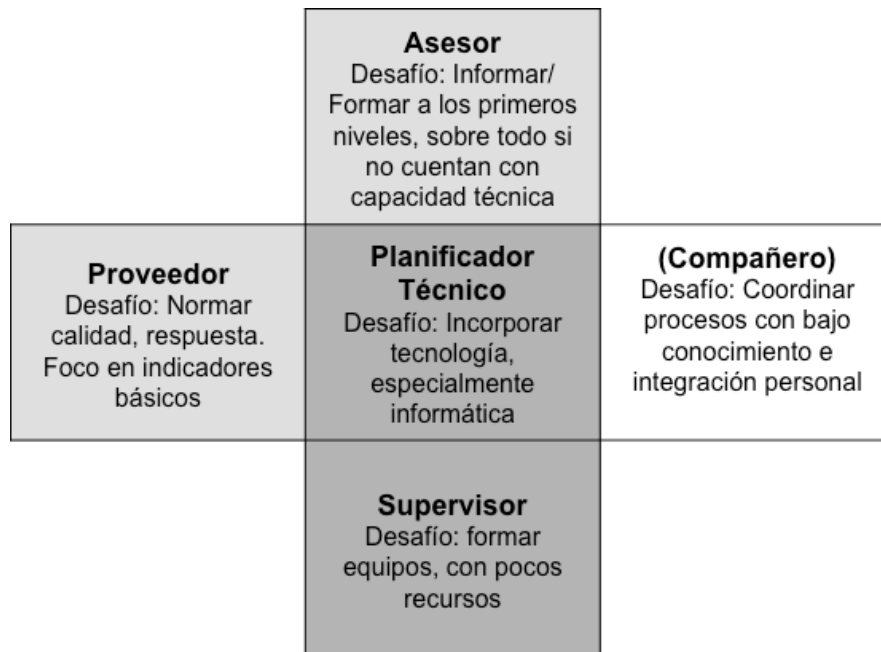 Asesor
Desafío: Informar/
Formar a los primeros
niveles, sobre todo si
no cuentan con
capacidad técnica
Proveedor
Desafío: Normar
calidad, respuesta.
Foco en indicadores
básicos
Planificador
Técnico
Desafío: Incorporar
tecnología,
especialmente
informática
(Compañero)
Desafío: Coordinar
procesos con bajo
conocimiento e
integración personal
Supervisor
Desafío: formar
equipos, con pocos
recursos